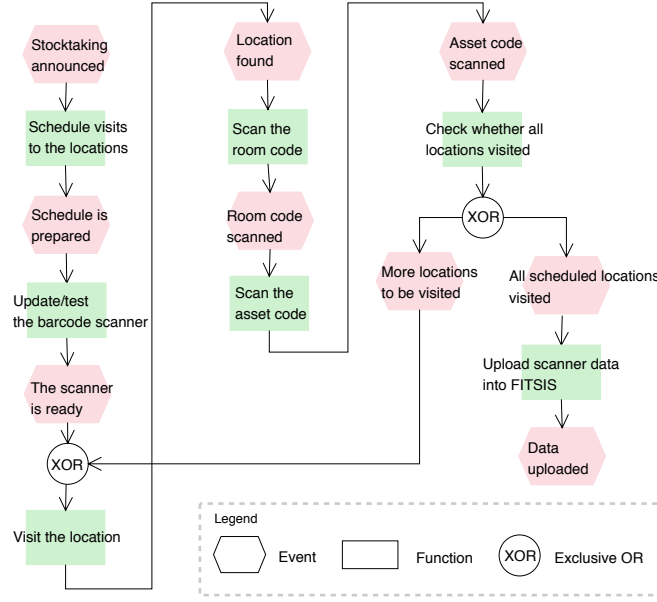 Stocktaking
announced
Schedule visits
to the locations
Schedule is
prepared
Update/test
the barcode scanner
The scanner
is ready
XOR
Visit the location
Location
found
Scan the
room code
Room code
scanned
Scan the
asset code
Asset code
scanned
Check whether all
locations visited
XOR
More locations
to be visited
All scheduled locations
visited
Upload scanner data
into FITSIS
Data
uploaded
Legend
Event
Function
XOR
Exclusive OR